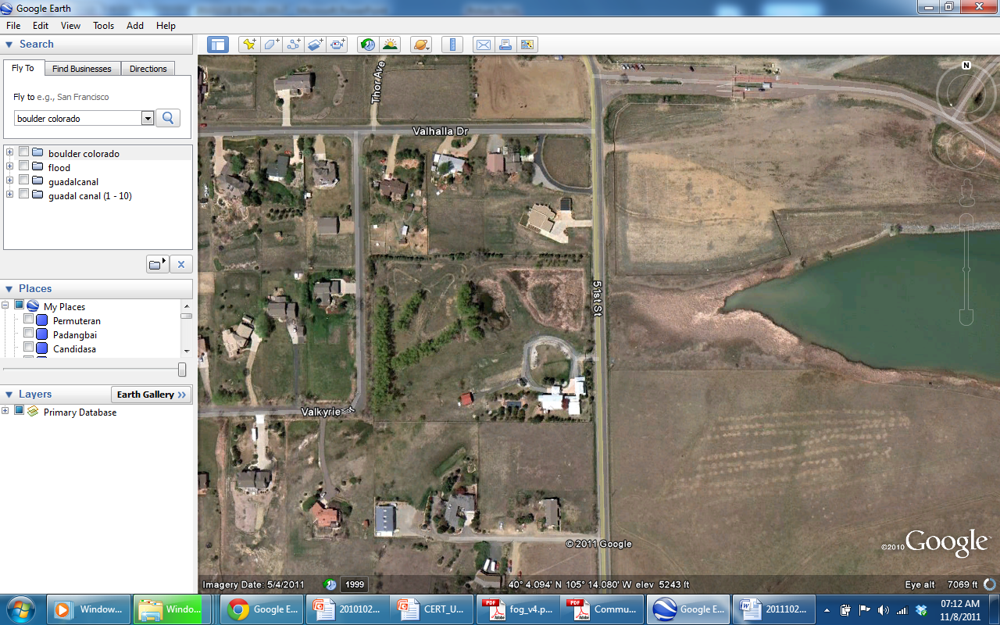 Google Earth
File Edit View Tools Add Help
Search
Fly To Find Businesses Directions
Fly to e.g., San Francisco
boulder colorado
boulder colorado
flood
guadalcanal
guadal canal (1 - 10)
Places
My Places
Permuteran
Padangbai
Candidasa
Layers Earth Gallery >>
Primary Database
N
Thor Ave
Valhalla Dr
51st St
Valkyrie
© 2011 Google
©2010 Google
Imagery Date: 5/4/2011 1999 40° 4.094' N 105° 14.080' W elev 5243 ft Eye alt 7069 ft
Window... Windo... Google E... 2010102... CERT_U... fog_v4.p... Commu... Google E... 2011102... 07:12 AM
11/8/2011